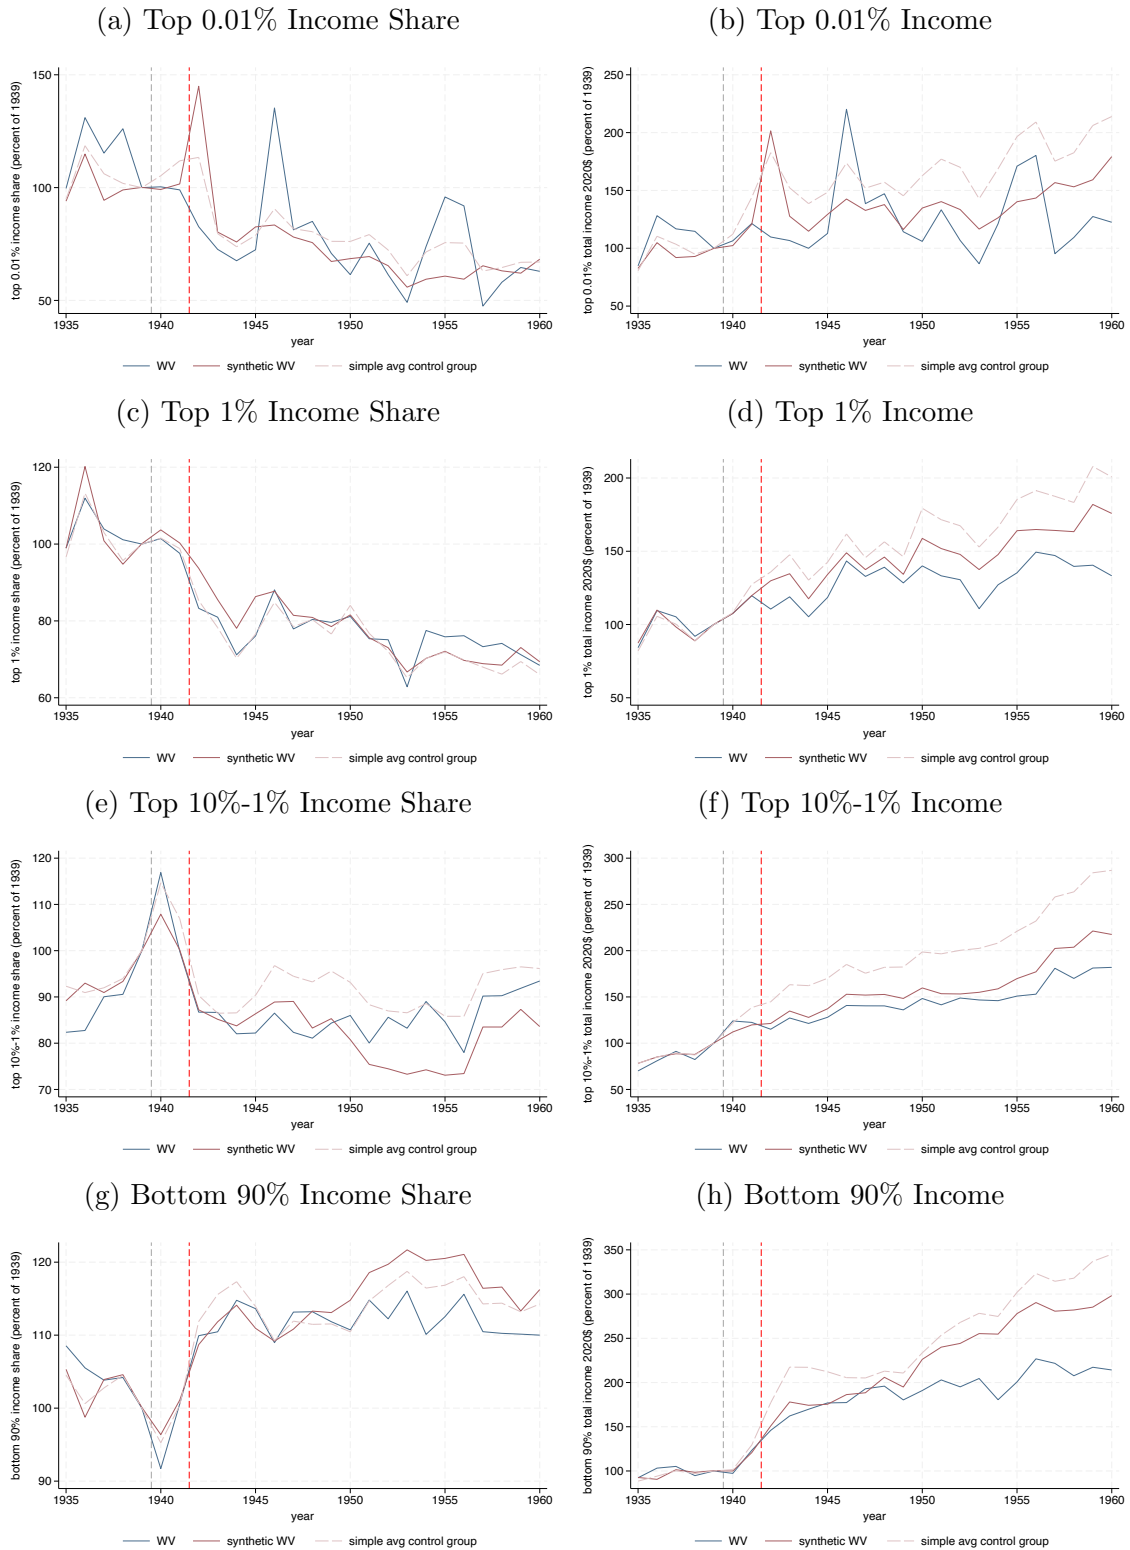 (a) Top 0.01% Income Share
top 0.01% income share (percent of 1939)
150
100
50
1935 1940 1945 1950 1955 1960
year
WV synthetic WV simple avg control group
(b) Top 0.01% Income
top 0.01% total income 2020$ (percent of 1939)
250
200
150
100
50
1935 1940 1945 1950 1955 1960
year
WV synthetic WV simple avg control group
(c) Top 1% Income Share
top 1% income share (percent of 1939)
120
100
80
60
1935 1940 1945 1950 1955 1960
year
WV synthetic WV simple avg control group
(d) Top 1% Income
top 1% total income 2020$ (percent of 1939)
200
150
100
50
1935 1940 1945 1950 1955 1960
year
WV synthetic WV simple avg control group
(e) Top 10%-1% Income Share
top 10%-1% income share (percent of 1939)
120
110
100
90
80
70
1935 1940 1945 1950 1955 1960
year
WV synthetic WV simple avg control group
(f) Top 10%-1% Income
top 10%-1% total income 2020$ (percent of 1939)
300
250
200
150
100
50
1935 1940 1945 1950 1955 1960
year
WV synthetic WV simple avg control group
(g) Bottom 90% Income Share
bottom 90% income share (percent of 1939)
120
110
100
90
1935 1940 1945 1950 1955 1960
year
WV synthetic WV simple avg control group
(h) Bottom 90% Income
bottom 90% total income 2020$ (percent of 1939)
350
300
250
200
150
100
1935 1940 1945 1950 1955 1960
year
WV synthetic WV simple avg control group